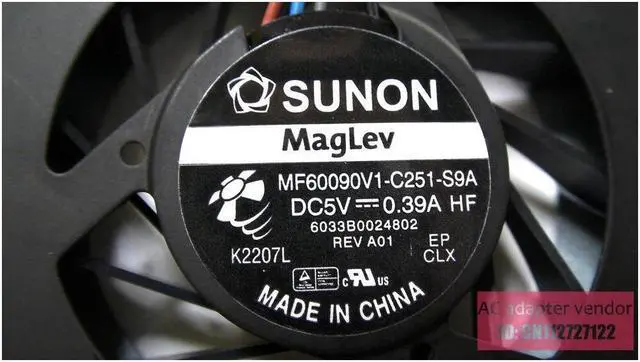 SUNON
MagLev
MF60090V1-C251-S9A
DC5V 0.39A HF
6033B0024802
REV A01 EP
K2207L CLX
c RU US
MADE IN CHINA
AC adapter vendor
ID: CN112727122